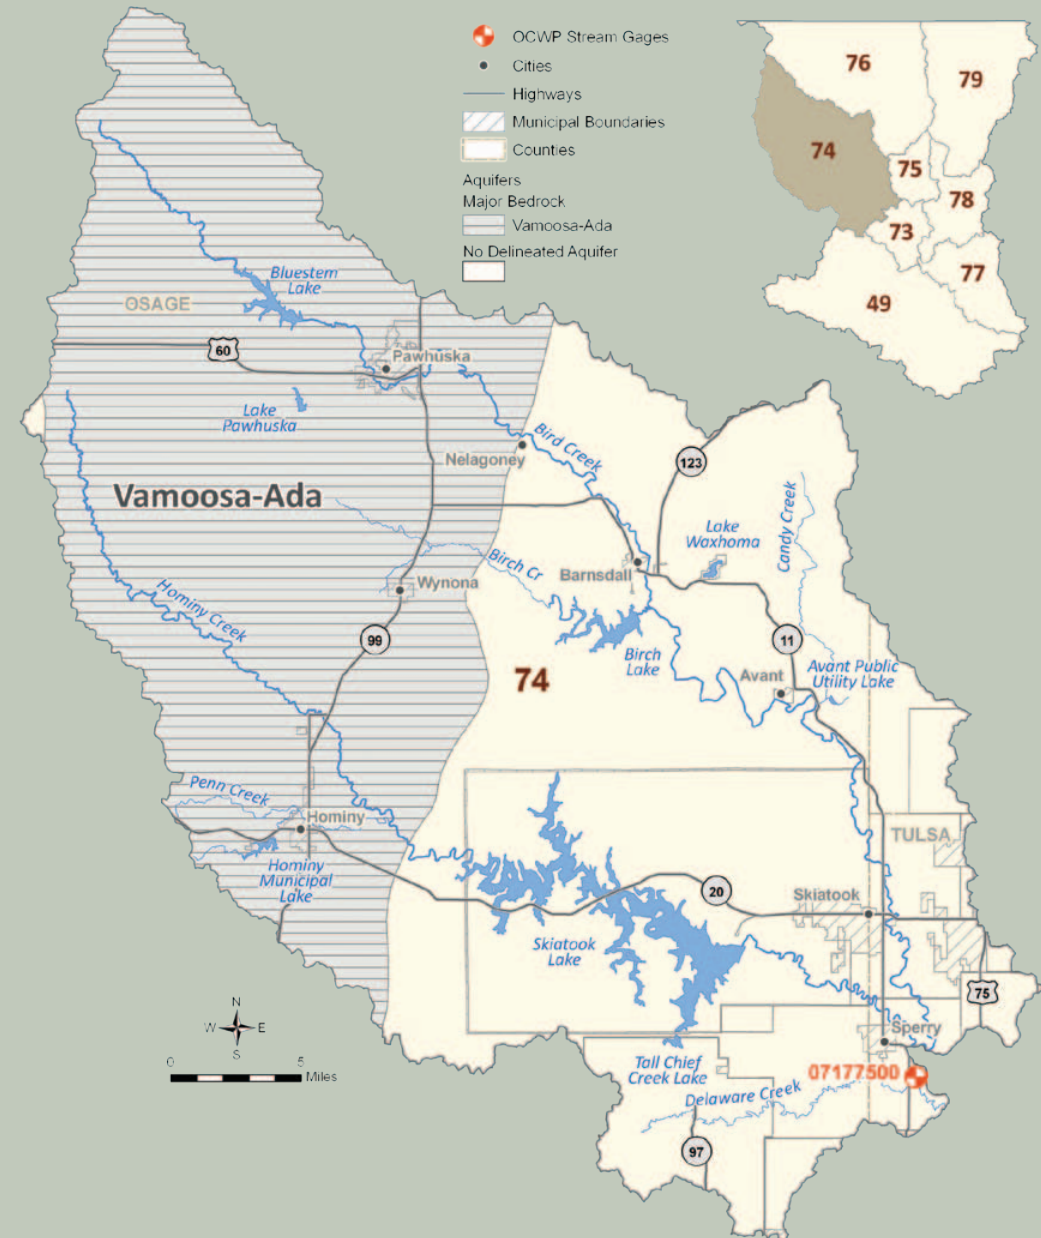 OCWP Stream Gages
Cities
Highways
Municipal Boundaries
Counties
Aquifers
Major Bedrock
Vamoosa-Ada
No Delineated Aquifer
76
79
74
75
78
73
77
49
Bluestem
Lake
OSAGE
60
Pawhuska
Lake
Pawhuska
Bird Creek
Nelagoney
123
Vamoosa-Ada
Candy Creek
Lake
Waxhoma
Birch Cr
Barnsdall
Wynona
Hominy Creek
99
11
Birch
Lake
74
Avant
Avant Public
Utility Lake
Penn Creek
Hominy
TULSA
Hominy
Municipal
Lake
20
Skiatook
Skiatook
Lake
75
N
W
E
S
0
5
Miles
Sperry
Tall Chief
Creek Lake
07177500
Delaware Creek
97